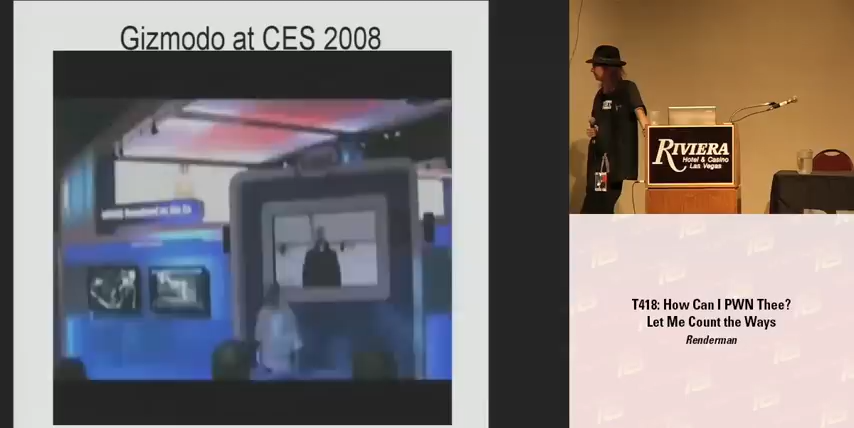 Gizmodo at CES 2008
RIVIERA
Hotel & Casino
Las Vegas
T418: How Can I PWN Thee?
Let Me Count the Ways
Renderman